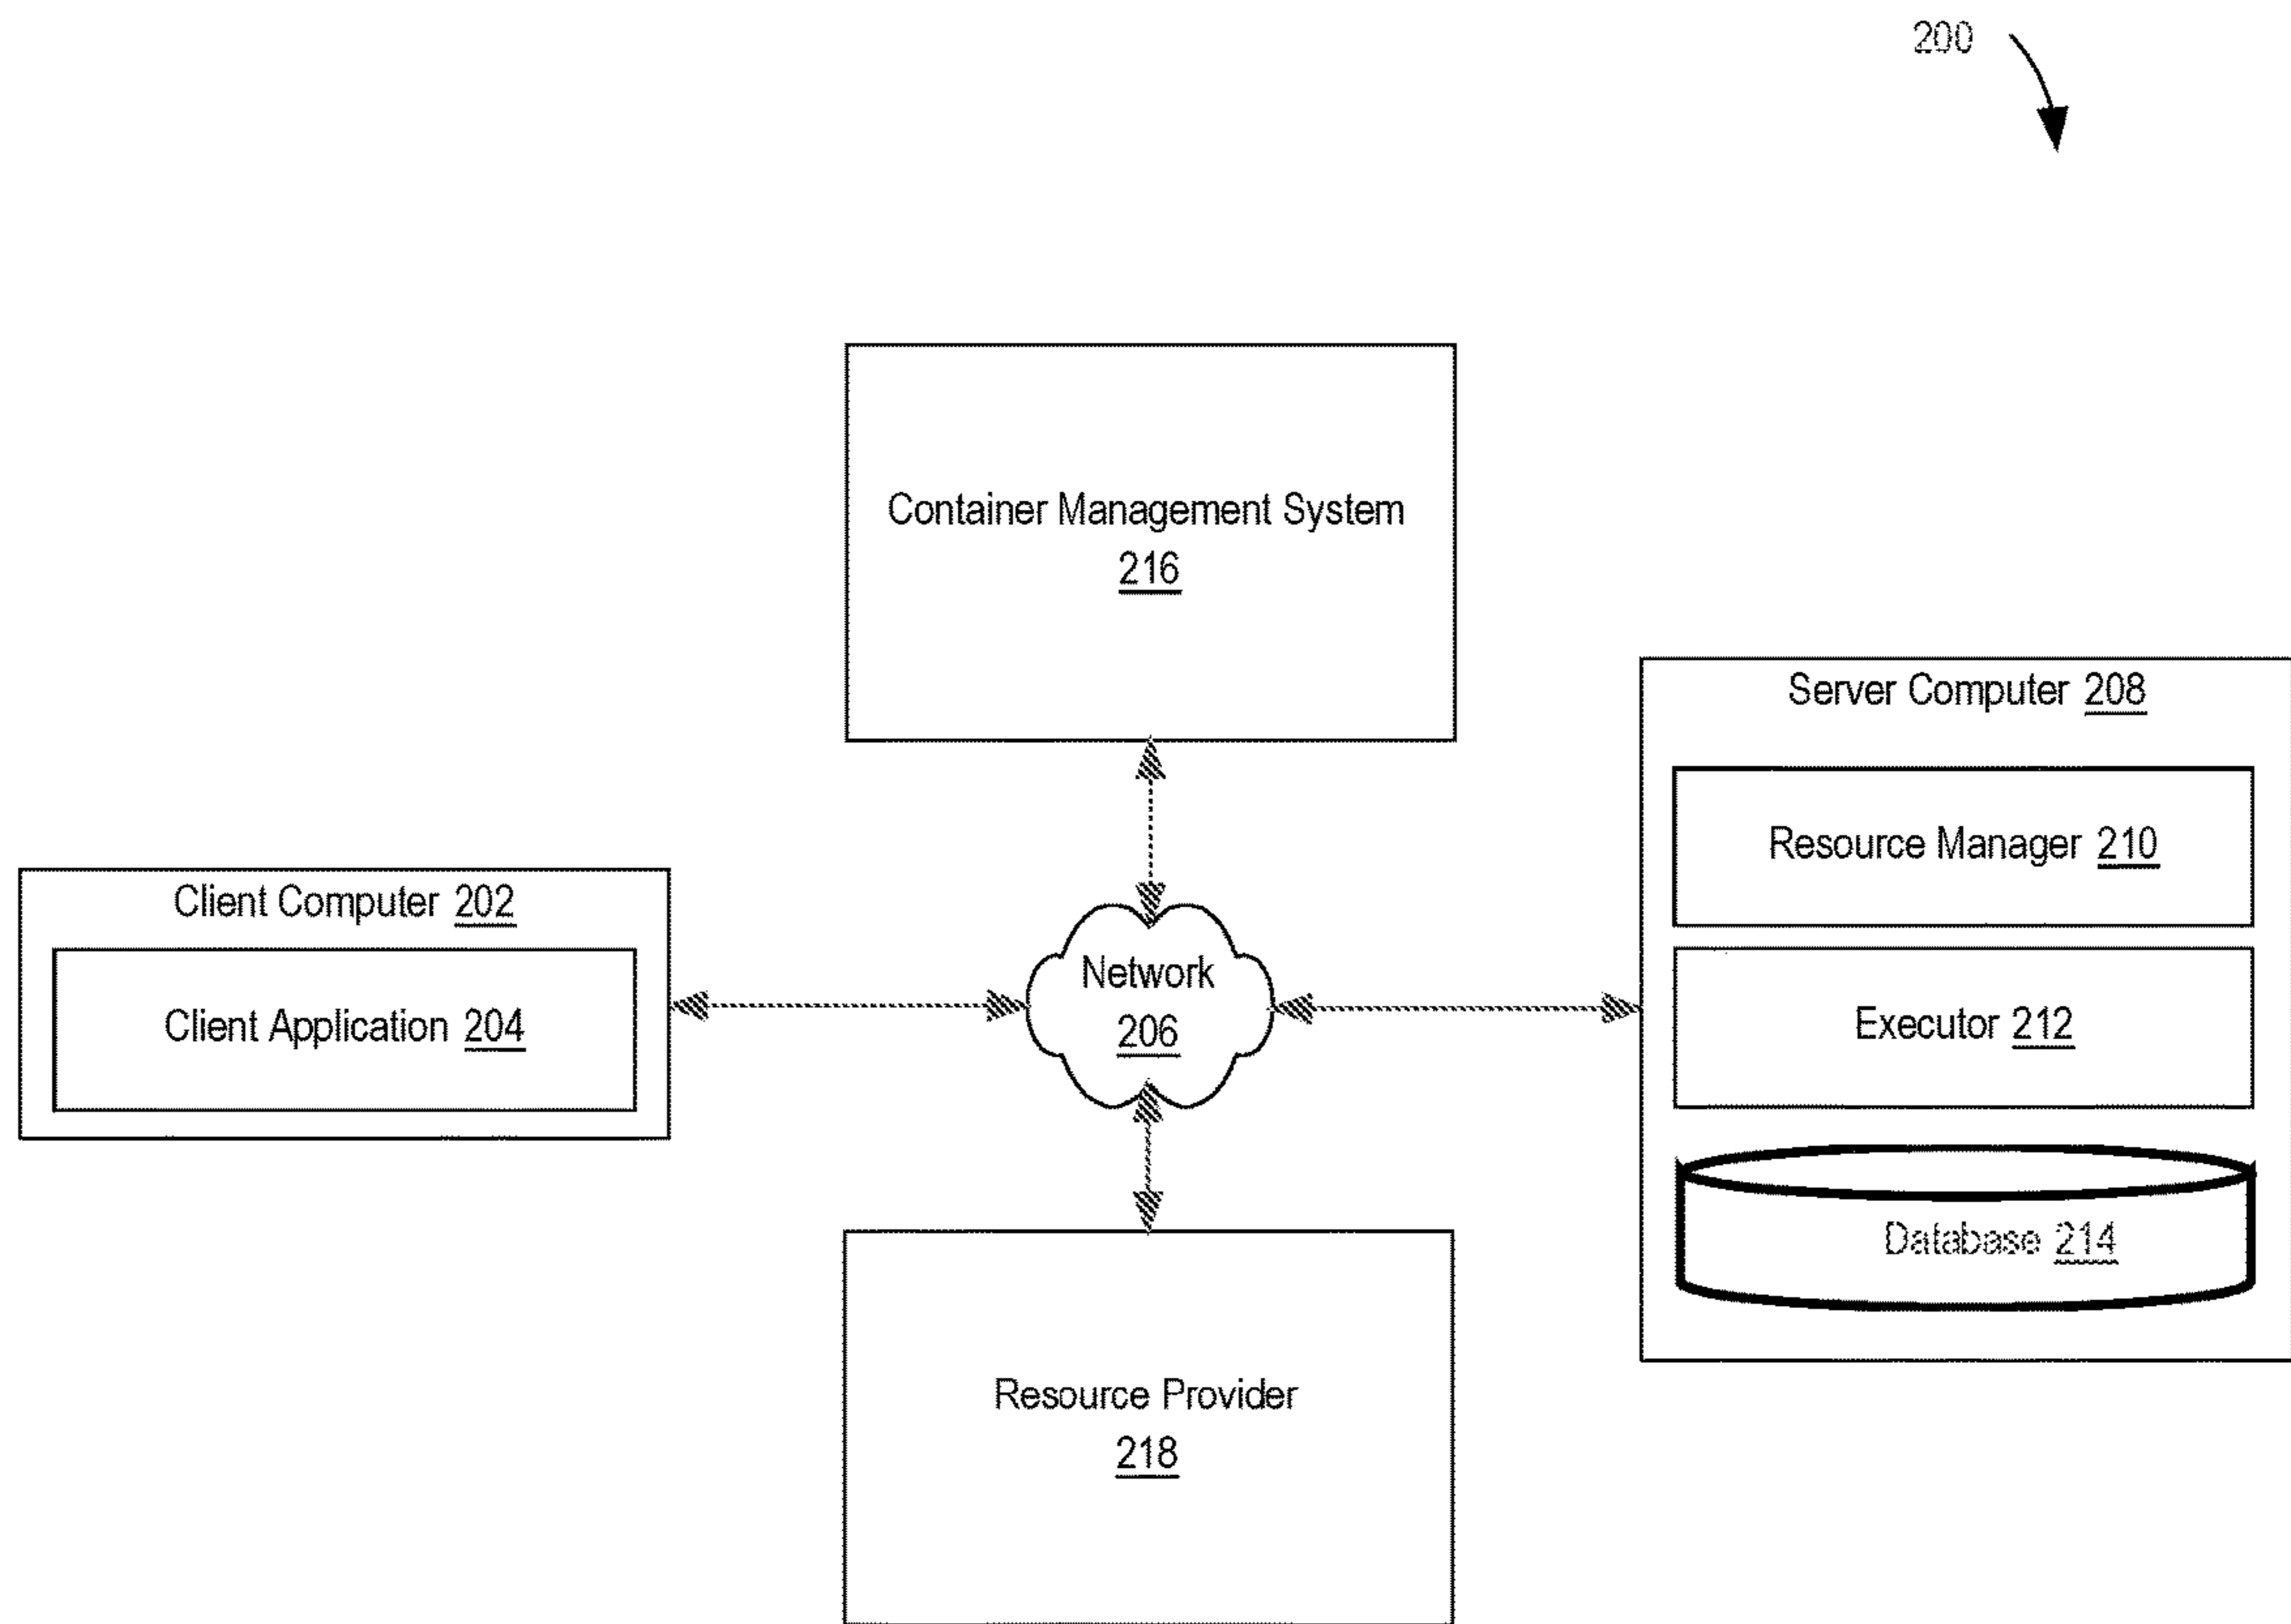 200
Container Management System
216
Server Computer 208
Resource Manager 210
Client Computer 202
Network
206
Client Application 204
Executor 212
Database 214
Resource Provider
218